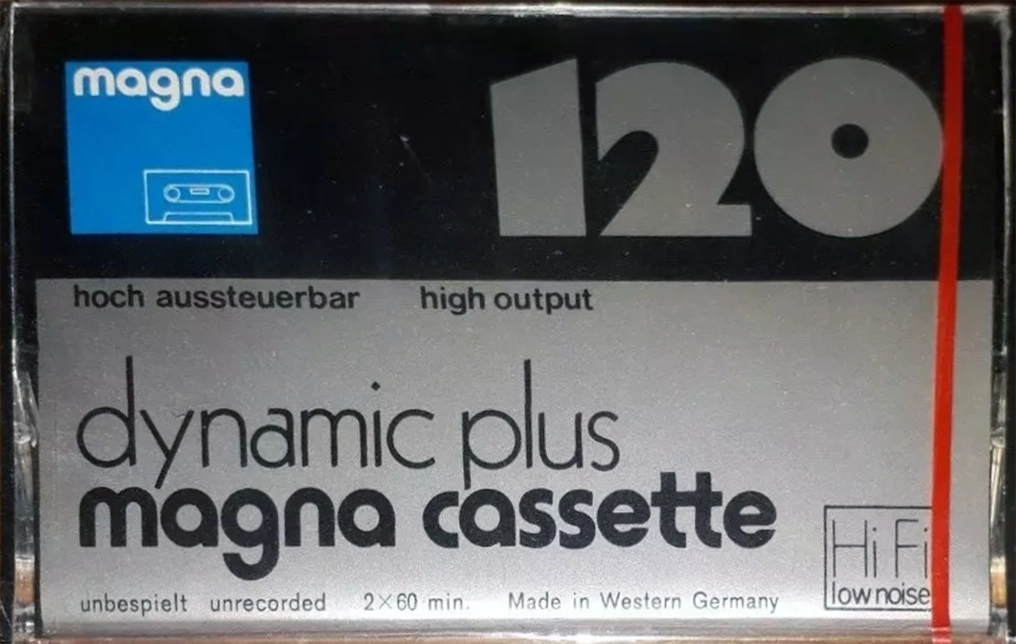 magna
120
hoch aussteuerbar high output
dynamic plus
magna cassette
Hi Fi
low noise
unbespielt unrecorded 2×60 min. Made in Western Germany